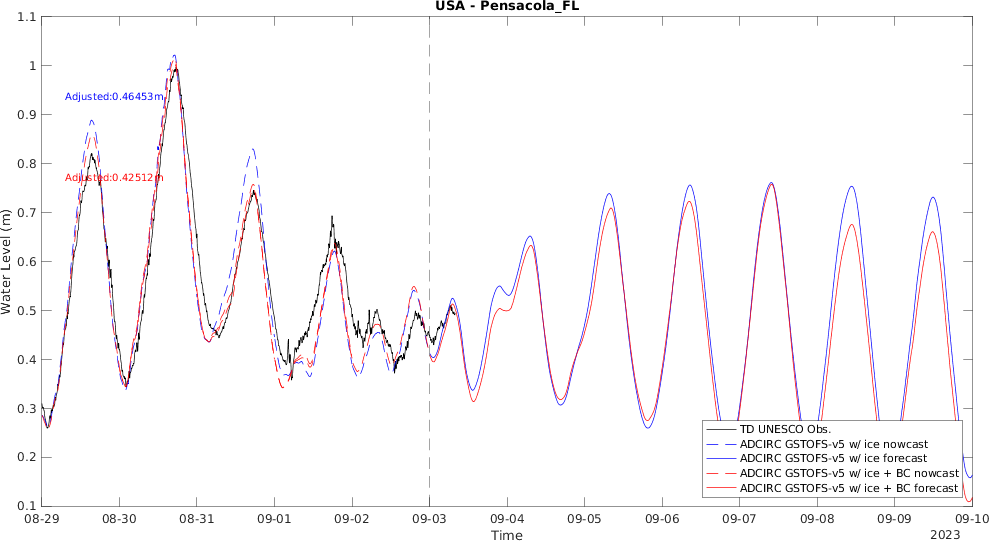 USA - Pensacola_FL
1.1
1
0.9
0.8
0.7
0.6
0.5
0.4
0.3
0.2
0.1
Water Level (m)
Adjusted:0.46453m
Adjusted:0.42512m
TD UNESCO Obs.
ADCIRC GSTOFS-v5 w/ ice nowcast
ADCIRC GSTOFS-v5 w/ ice forecast
ADCIRC GSTOFS-v5 w/ ice + BC nowcast
ADCIRC GSTOFS-v5 w/ ice + BC forecast
08-29 08-30 08-31 09-01 09-02 09-03 09-04 09-05 09-06 09-07 09-08 09-09 09-10
Time
2023